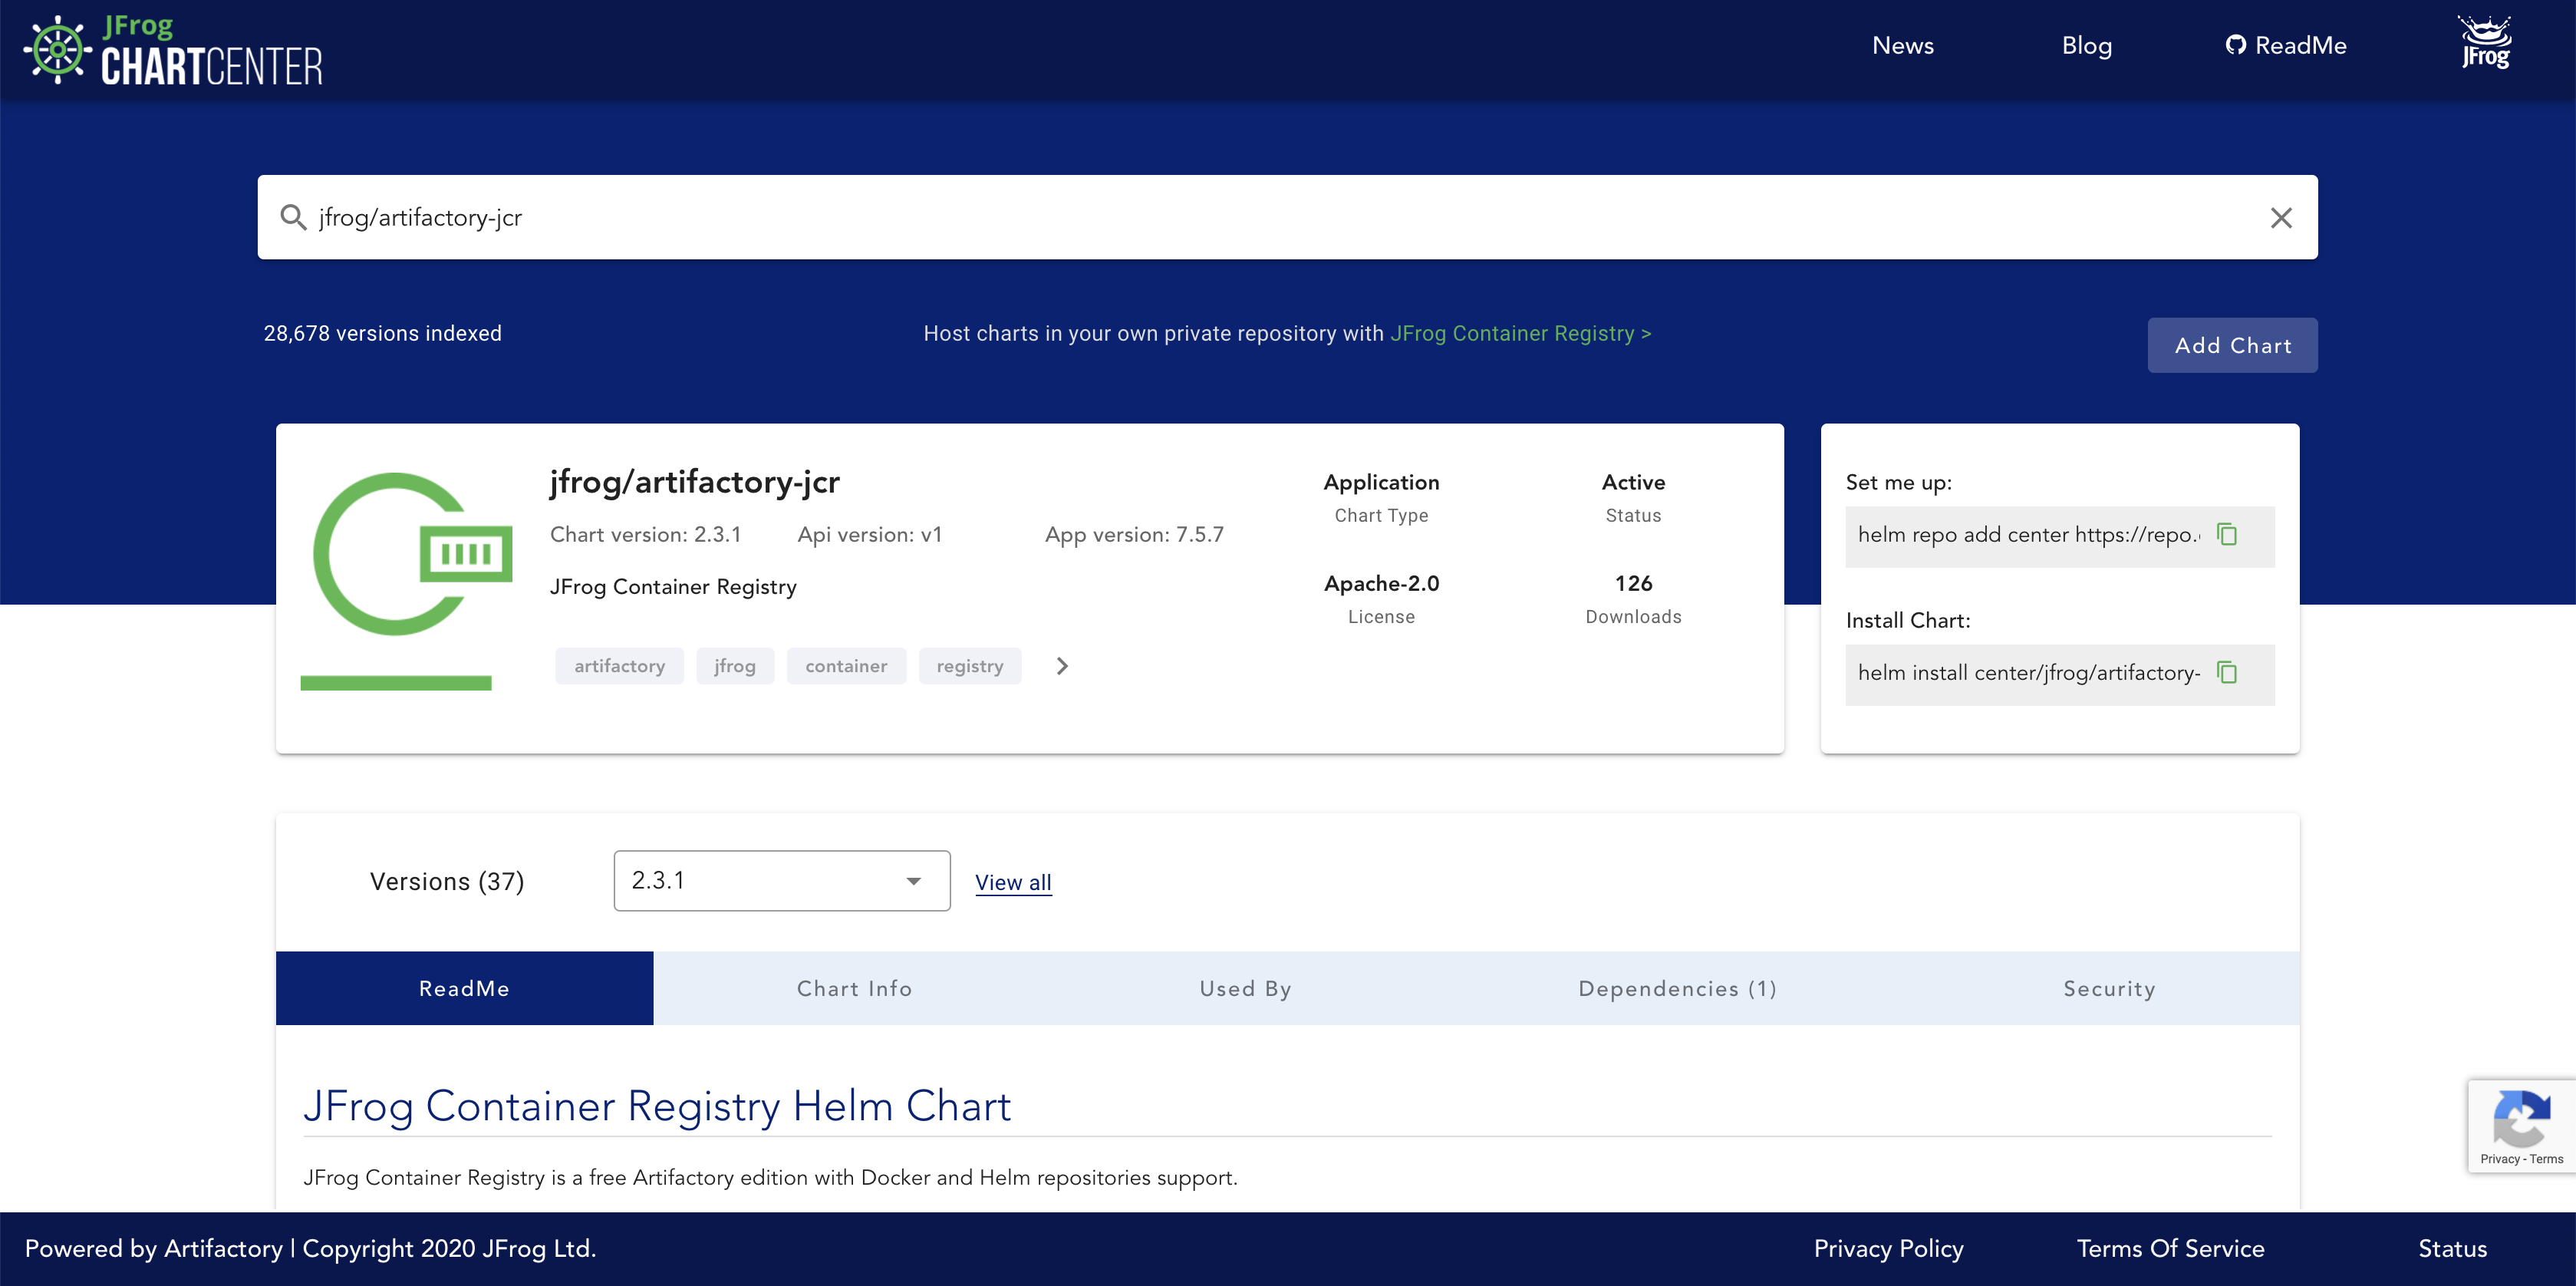 JFrog
CHARTCENTER
News
Blog
ReadMe
JFrog
jfrog/artifactory-jcr
28,678 versions indexed
Host charts in your own private repository with JFrog Container Registry >
Add Chart
jfrog/artifactory-jcr
Chart version: 2.3.1
Api version: v1
App version: 7.5.7
JFrog Container Registry
artifactory
jfrog
container
registry
Application
Chart Type
Active
Status
Apache-2.0
License
126
Downloads
Set me up:
helm repo add center https://repo.
Install Chart:
helm install center/jfrog/artifactory-
Versions (37)
2.3.1
View all
ReadMe
Chart Info
Used By
Dependencies (1)
Security
JFrog Container Registry Helm Chart
JFrog Container Registry is a free Artifactory edition with Docker and Helm repositories support.
Privacy - Terms
Powered by Artifactory | Copyright 2020 JFrog Ltd.
Privacy Policy
Terms Of Service
Status